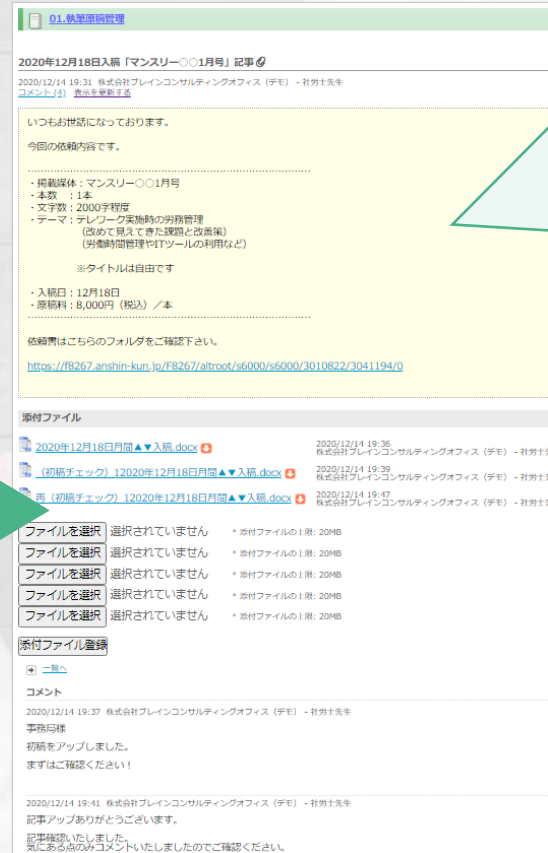 01.執筆原稿管理
2020年12月18日入稿「マンスリー○○1月号」記事
2020/12/14 19:31 株式会社ブレインコンサルティングオフィス（デモ） - 社労士先生
コメント (4) 表示を更新する
いつもお世話になっております。
今回の依頼内容です。
・掲載媒体：マンスリー○○1月号
・本数　：1本
・文字数：2000字程度
・テーマ：テレワーク実施時の労務管理
（改めて見えてきた課題と改善策）
（労働時間管理やITツールの利用など）
※タイトルは自由です
・入稿日：12月18日
・原稿料：8,000円（税込）／本
依頼書はこちらのフォルダをご確認下さい。
https://f8267.anshin-kun.jp/F8267/altroot/s6000/s6000/3010822/3041194/0
添付ファイル
2020年12月18日月間▲▼入稿.docx 2020/12/14 19:36
株式会社ブレインコンサルティングオフィス（デモ） - 社労士
（初稿チェック）12020年12月18日月間▲▼入稿.docx 2020/12/14 19:39
株式会社ブレインコンサルティングオフィス（デモ） - 社労士
再（初稿チェック）12020年12月18日月間▲▼入稿.docx 2020/12/14 19:47
株式会社ブレインコンサルティングオフィス（デモ） - 社労士
ファイルを選択 選択されていません * 添付ファイルの上限: 20MB
ファイルを選択 選択されていません * 添付ファイルの上限: 20MB
ファイルを選択 選択されていません * 添付ファイルの上限: 20MB
ファイルを選択 選択されていません * 添付ファイルの上限: 20MB
ファイルを選択 選択されていません * 添付ファイルの上限: 20MB
添付ファイル登録
一覧へ
コメント
2020/12/14 19:37 株式会社ブレインコンサルティングオフィス（デモ） - 社労士先生
事務局様
初稿をアップしました。
まずはご確認ください！
2020/12/14 19:41 株式会社ブレインコンサルティングオフィス（デモ） - 社労士先生
記事アップありがとうございます。
記事確認いたしました。
気にある点のみコメントいたしましたのでご確認ください。